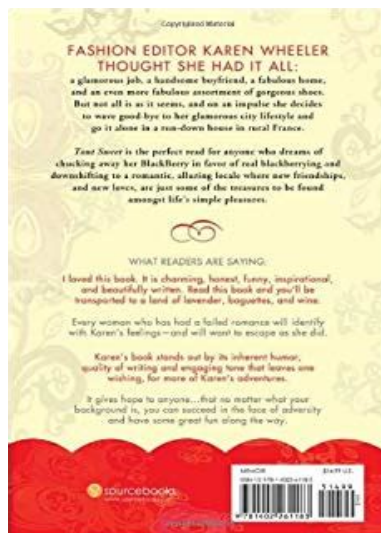 Copyrighted Material
FASHION EDITOR KAREN WHEELER
THOUGHT SHE HAD IT ALL:
a glamorous job, a handsome boyfriend, a fabulous home,
and an even more fabulous assortment of gorgeous shoes.
But not all is as it seems, and on an impulse she decides
to wave good-bye to her glamorous city lifestyle and
go it alone in a run-down house in rural France.
Tout Sweet is the perfect read for anyone who dreams of
chucking away her BlackBerry in favor of real blackberrying and
downshifting to a romantic, alluring locale where new friendships,
and new loves, are just some of the treasures to be found
amongst life's simple pleasures.
WHAT READERS ARE SAYING:
I loved this book. It is charming, honest, funny, inspirational,
and beautifully written. Read this book and you'll be
transported to a land of lavender, baguettes, and wine.
Every woman who has had a failed romance will identify
with Karen's feelings—and will want to escape as she did.
Karen's book stands out by its inherent humor,
quality of writing and engaging tone that leaves one
wishing, for more of Karen's adventures.
It gives hope to anyone...that no matter what your
background is, you can succeed in the face of adversity
and have some great fun along the way.
MEMOIR $14.99 U.S.
51499
sourcebooks
9781402261183
Copyrighted Material